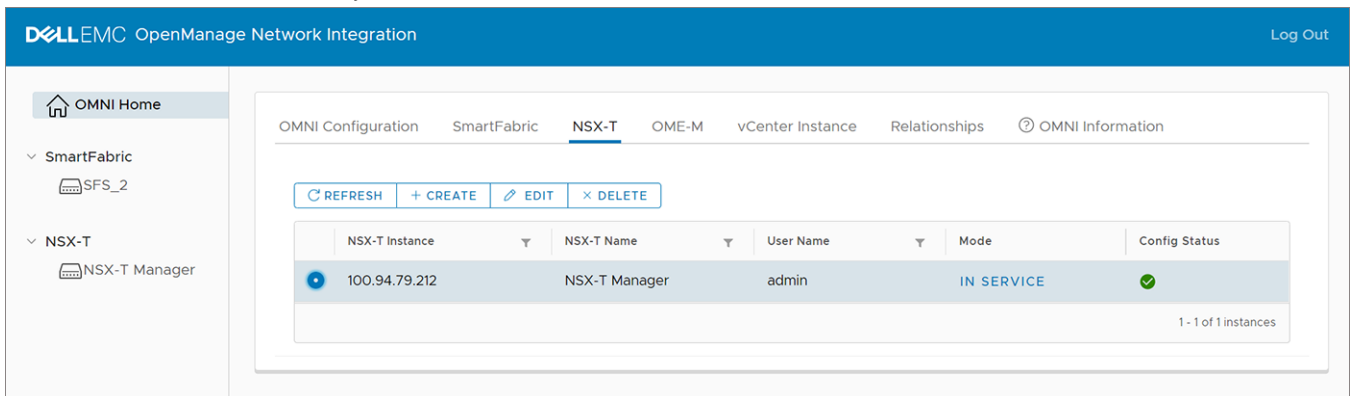 DELLEMC OpenManage Network Integration Log Out
OMNI Home
SmartFabric
SFS_2
NSX-T
NSX-T Manager
OMNI Configuration SmartFabric NSX-T OME-M vCenter Instance Relationships ? OMNI Information
REFRESH + CREATE EDIT × DELETE
NSX-T Instance NSX-T Name User Name Mode Config Status
100.94.79.212 NSX-T Manager admin IN SERVICE
1 - 1 of 1 instances